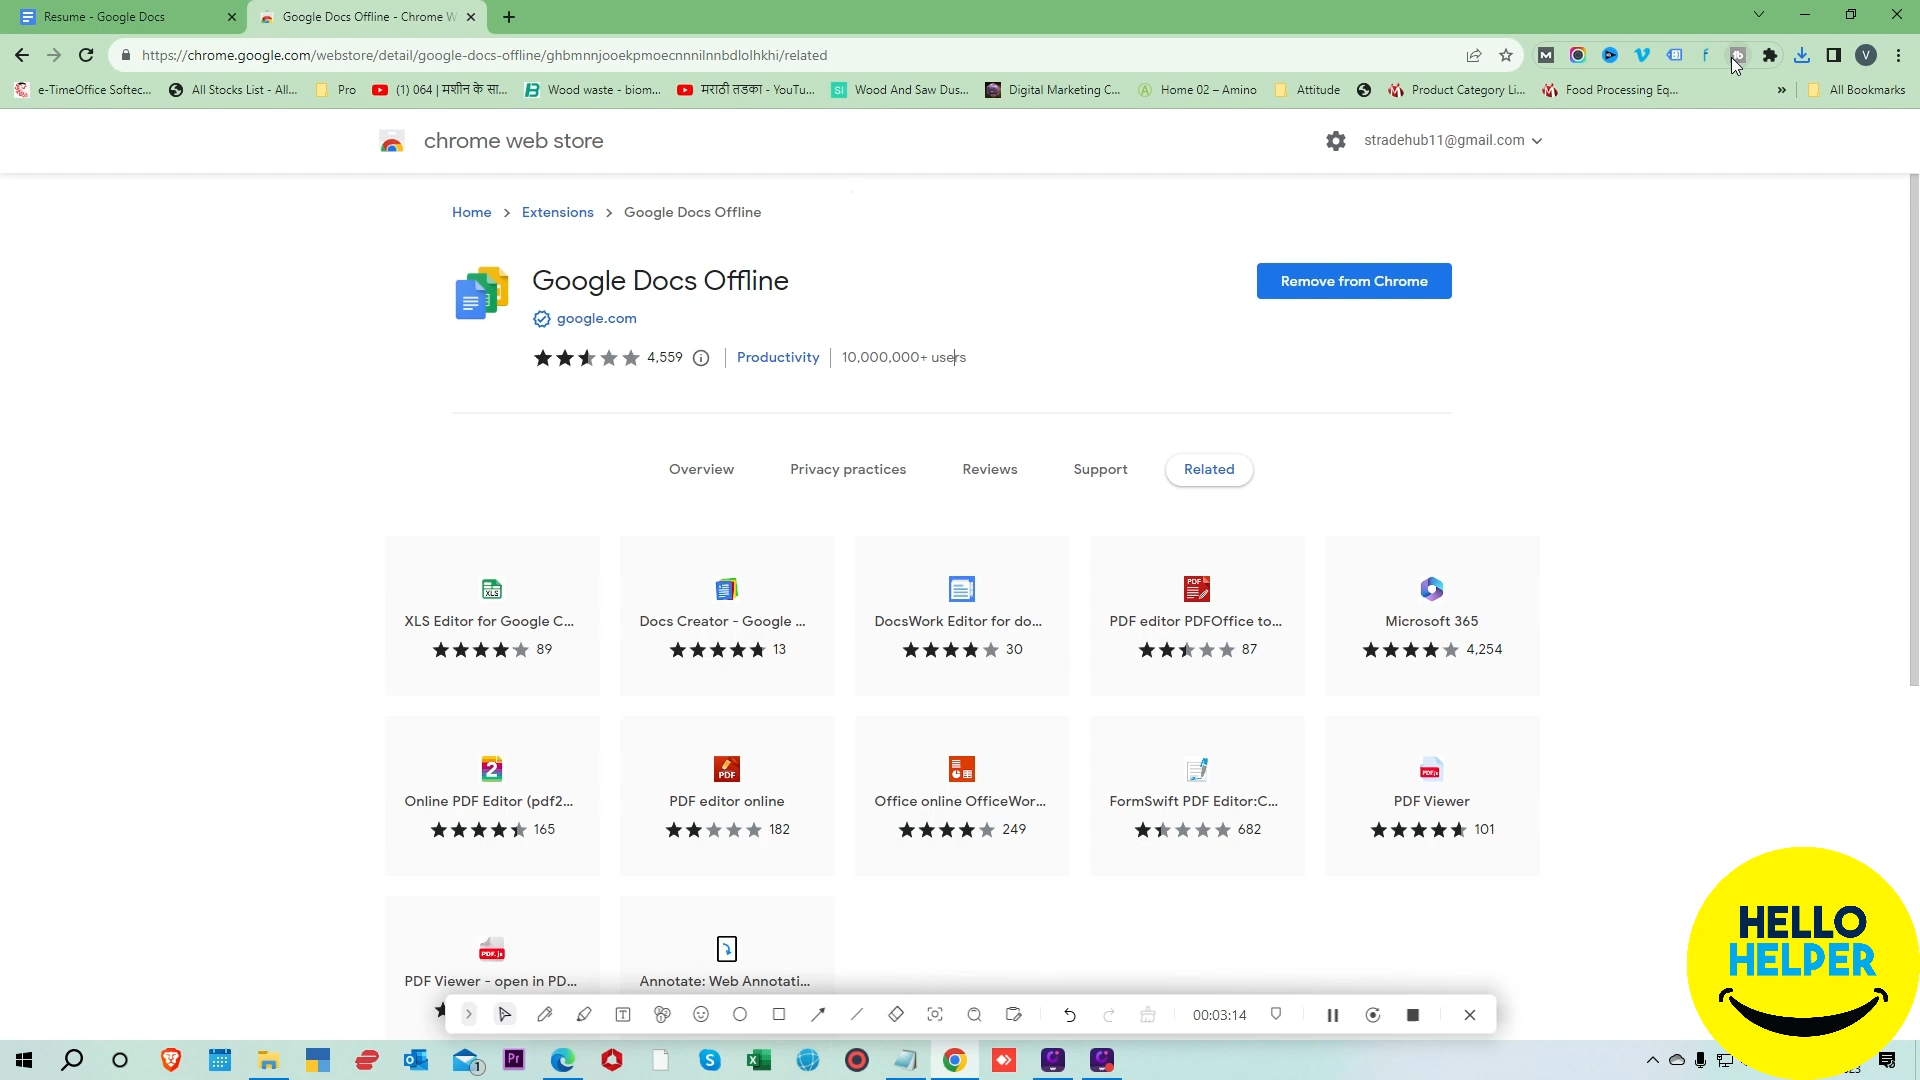 Resume - Google Docs
Google Docs Offline - Chrome W
https://chrome.google.com/webstore/detail/google-docs-offline/ghbmnnjooekpmoecnnnilnnbdlolhkhi/related
V
e-TimeOffice Softec...
All Stocks List - All...
Pro
(1) 064 | मशीन के सा...
Wood waste - biom...
मराठी तडका - YouTu...
Wood And Saw Dus...
Digital Marketing C...
Home 02 – Amino
Attitude
Product Category Li...
Food Processing Eq...
All Bookmarks
chrome web store
stradehub11@gmail.com
Home > Extensions > Google Docs Offline
Google Docs Offline
Remove from Chrome
google.com
4,559
Productivity
10,000,000+ users
Overview
Privacy practices
Reviews
Support
Related
XLS Editor for Google C...
89
Docs Creator - Google ...
13
DocsWork Editor for do...
30
PDF editor PDFOffice to...
87
Microsoft 365
4,254
Online PDF Editor (pdf2...
165
PDF editor online
182
Office online OfficeWor...
249
FormSwift PDF Editor:C...
682
PDF Viewer
101
PDF Viewer - open in PD...
Annotate: Web Annotati...
00:03:14
HELLO
HELPER